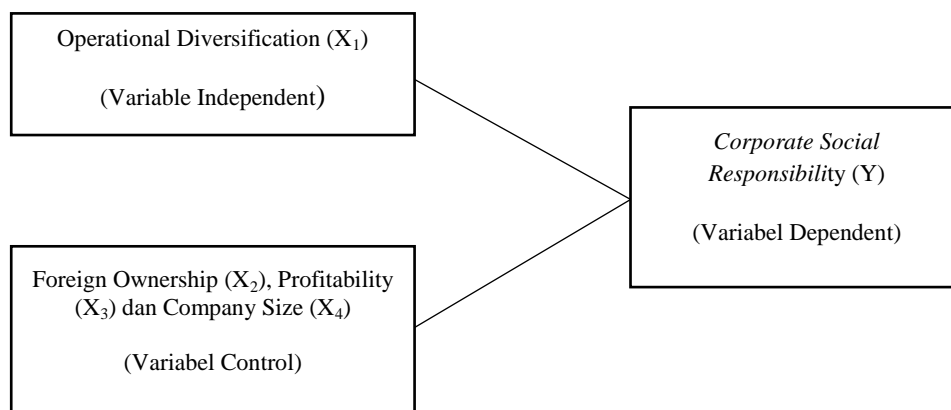 Operational Diversification (X₁)
(Variable Independent)
Corporate Social
Responsibility (Y)
(Variabel Dependent)
Foreign Ownership (X₂), Profitability
(X₃) dan Company Size (X₄)
(Variabel Control)